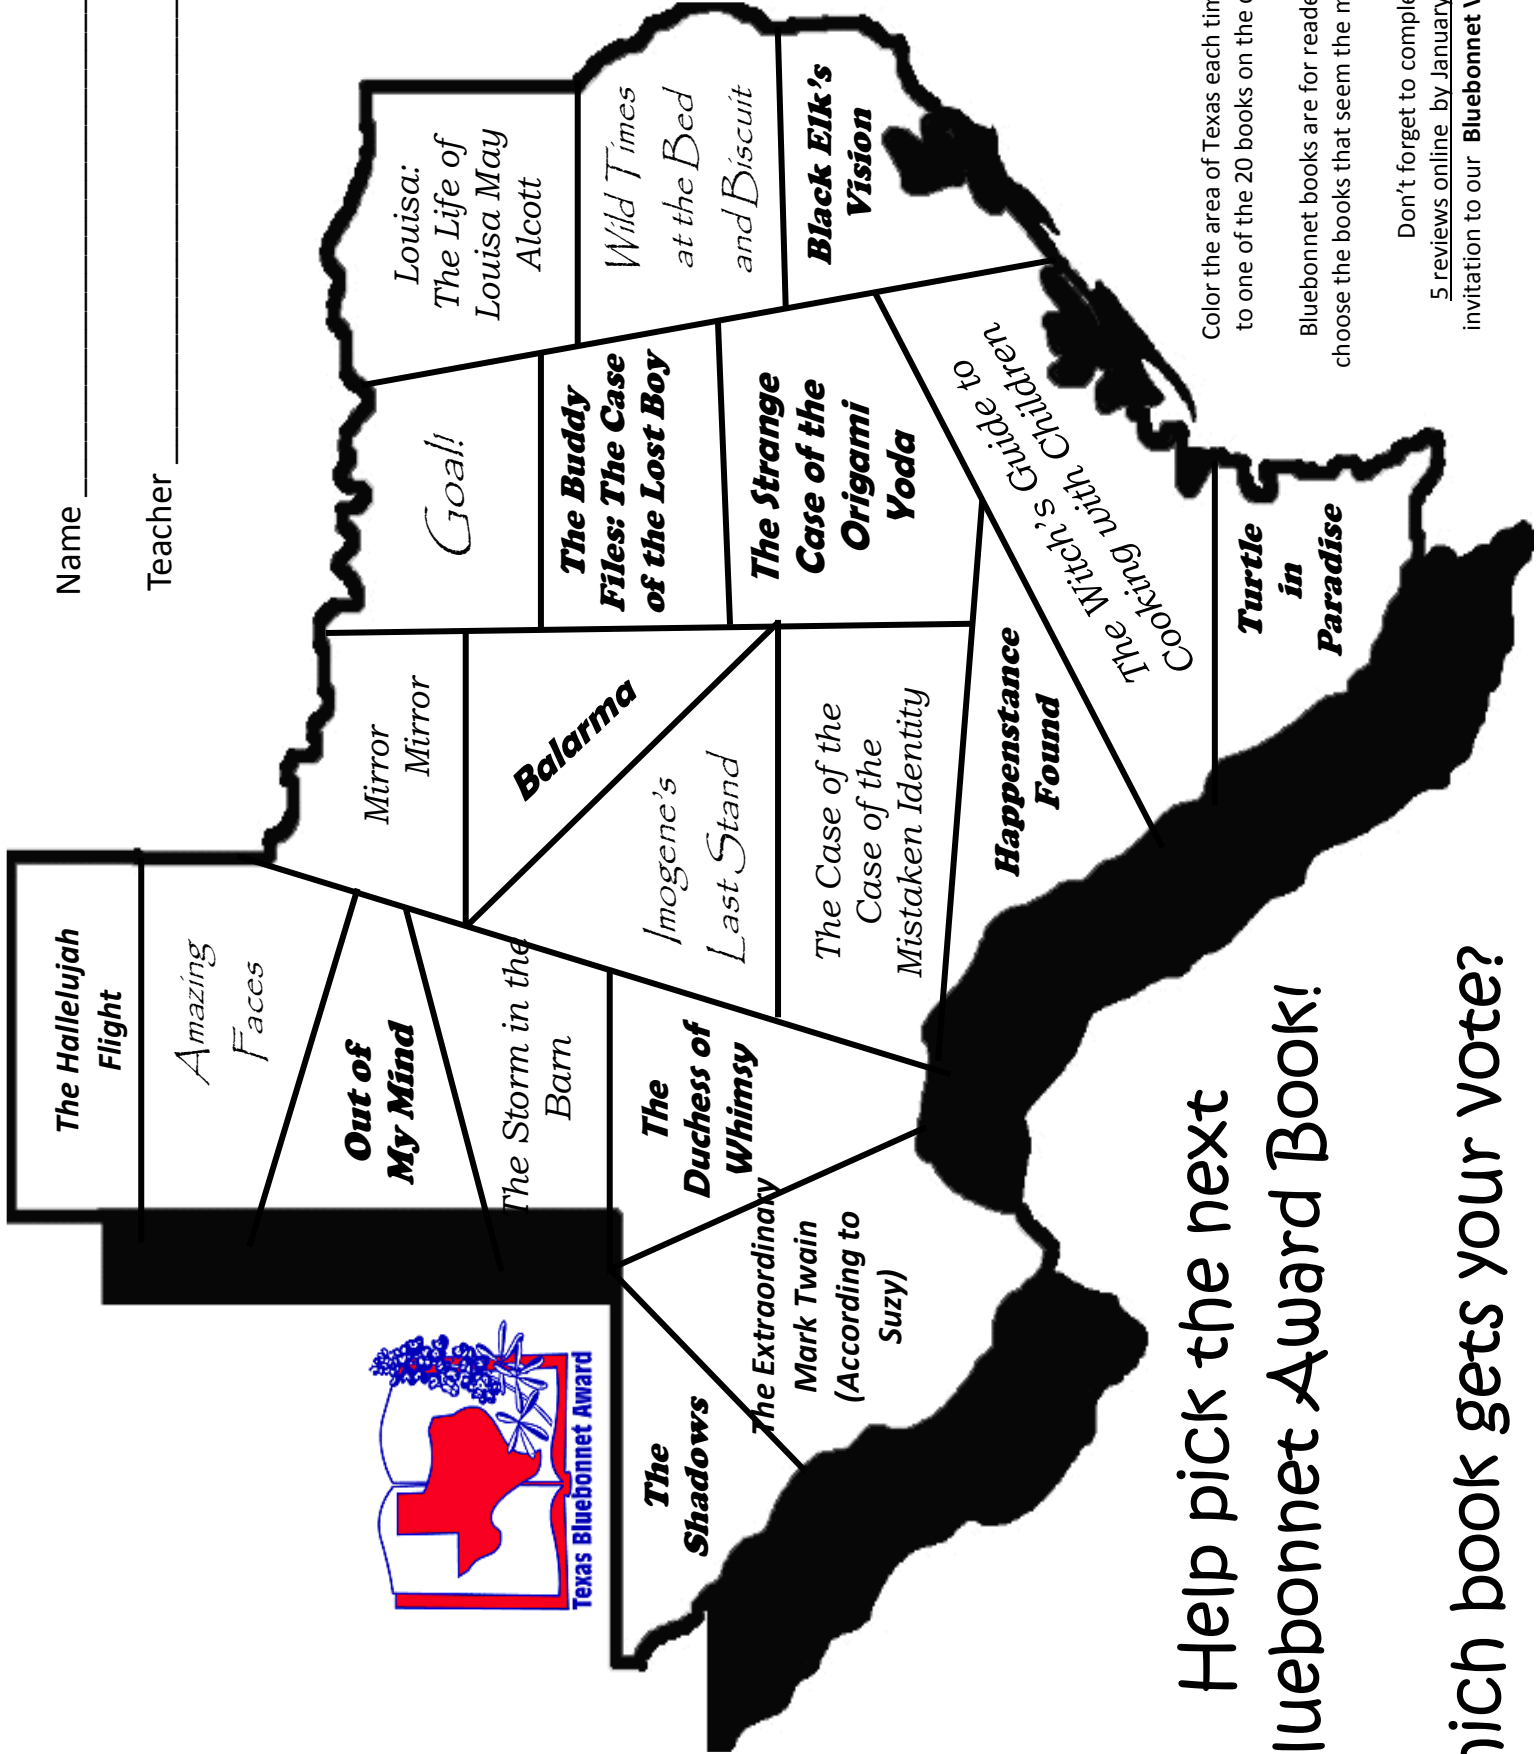 Name
Teacher
The Hallelujah
Flight
Amazing
Faces
Out of
My Mind
The Storm in the
Barn
The
Duchess of
Whimsy
The Extraordinary
Mark Twain
(According to
Suzy)
The
Shadows
Mirror
Mirror
Balarma
Imogene's
Last Stand
The Case of the
Case of the
Mistaken Identity
Happenstance
Found
Goal!
The Buddy
Files: The Case
of the Lost Boy
The Strange
Case of the
Origami
Yoda
The Witch's Guide to
Cooking with Children
Turtle
in
Paradise
Louisa:
The Life of
Louisa May
Alcott
Wild Times
at the Bed
and Biscuit
Black Elk's
Vision
Texas Bluebonnet Award
Help pick the next
luebonnet Award Book!
hich book gets your vote?
Color the area of Texas each tim
to one of the 20 books on the
Bluebonnet books are for reade
choose the books that seem the m
Don't forget to comple
5 reviews online by January
invitation to our Bluebonnet V